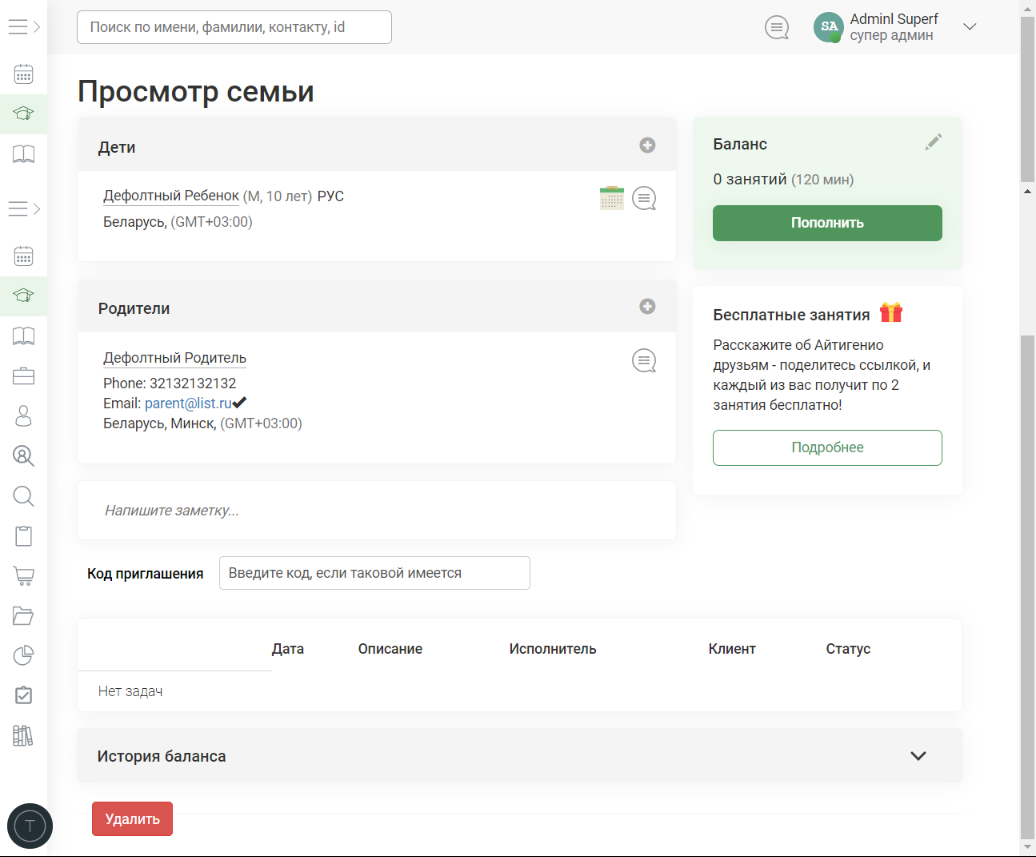 Поиск по имени, фамилии, контакту, id
SA
Adminl Superf
супер админ
Просмотр семьи
Дети
Дефолтный Ребенок (М, 10 лет) РУС
Беларусь, (GMT+03:00)
Баланс
0 занятий (120 мин)
Пополнить
Родители
Дефолтный Родитель
Phone: 32132132132
Email: parent@list.ru
Беларусь, Минск, (GMT+03:00)
Бесплатные занятия
Расскажите об Айтигенио
друзьям - поделитесь ссылкой, и
каждый из вас получит по 2
занятия бесплатно!
Подробнее
Напишите заметку...
Код приглашения Введите код, если таковой имеется
Дата Описание Исполнитель Клиент Статус
Нет задач
История баланса
Удалить
T